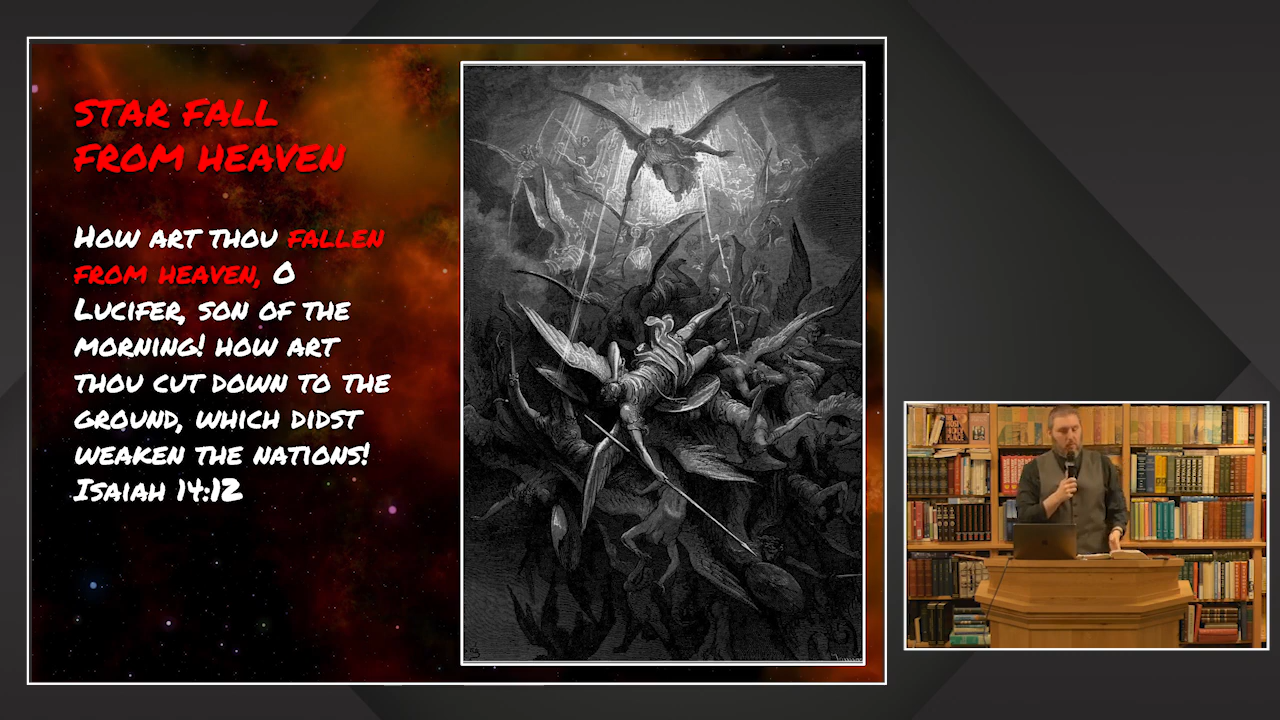 STAR FALL
FROM HEAVEN
HOW ART THOU FALLEN
FROM HEAVEN, O
LUCIFER, SON OF THE
MORNING! HOW ART
THOU CUT DOWN TO THE
GROUND, WHICH DIDST
WEAKEN THE NATIONS!
ISAIAH 14:12